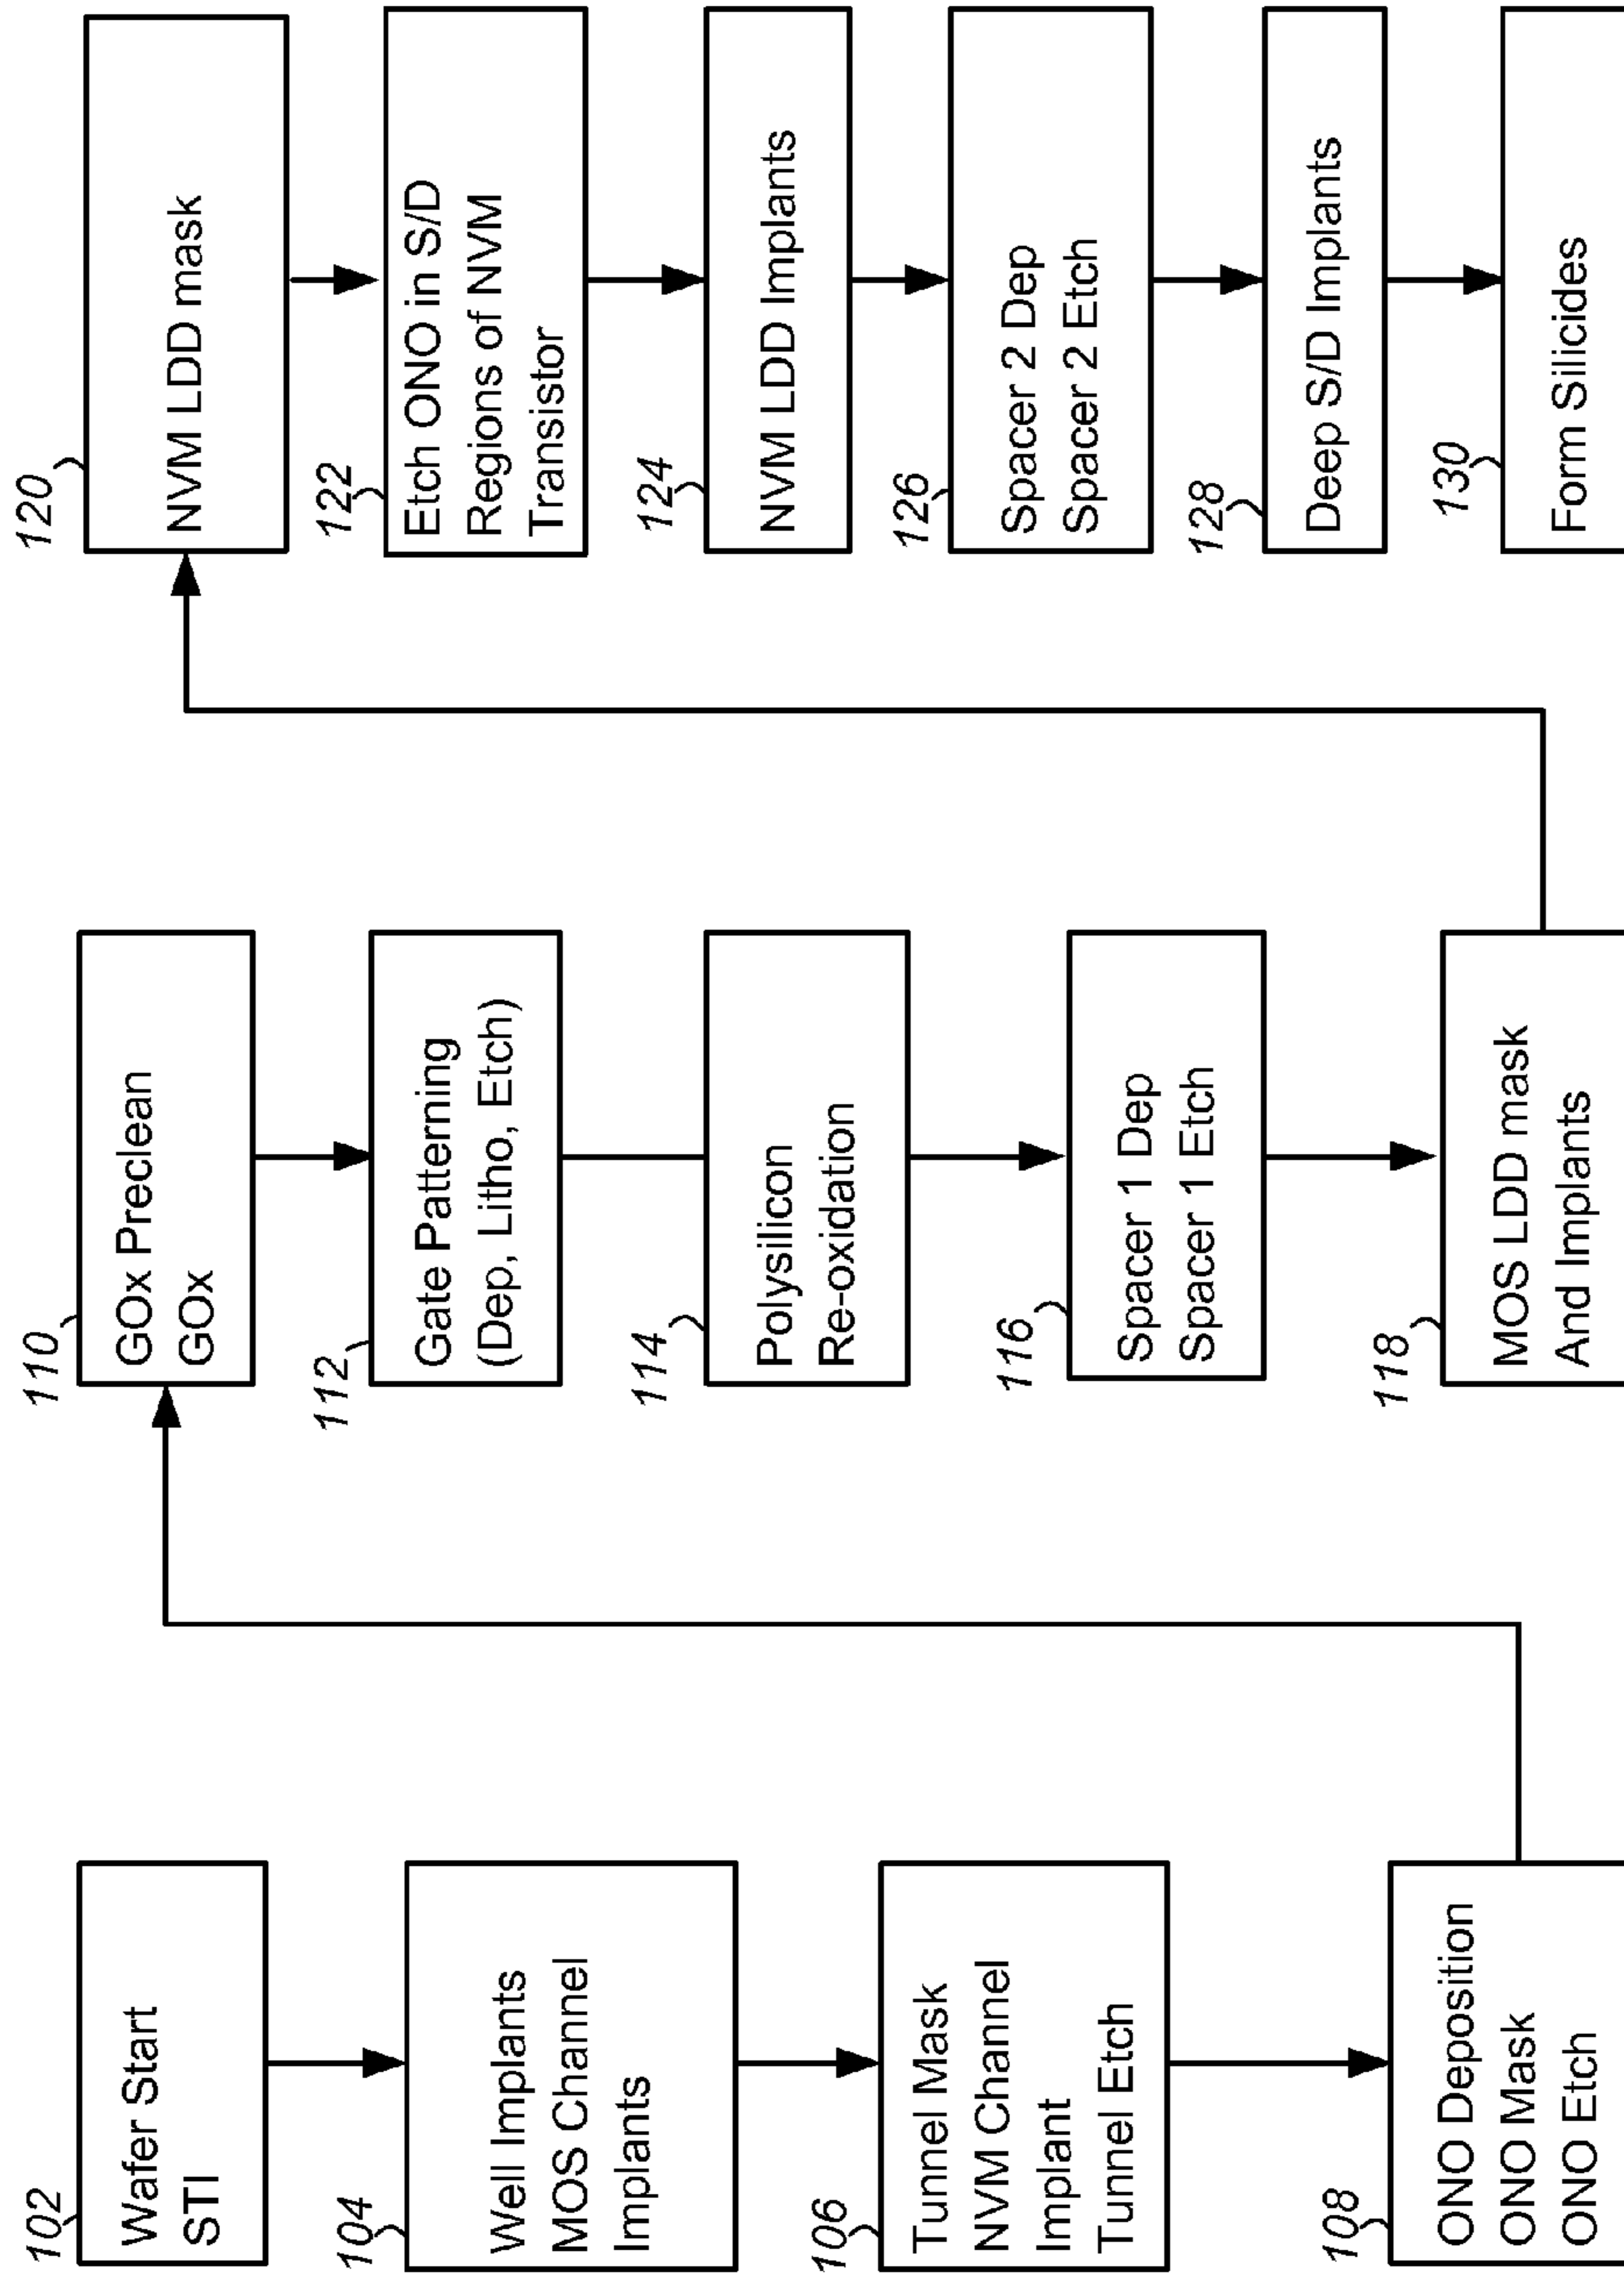 102
Wafer Start
STI
104
Well Implants
MOS Channel
Implants
106
Tunnel Mask
NVM Channel
Implant
Tunnel Etch
108
ONO Deposition
ONO Mask
ONO Etch
110
GOx Preclean
GOx
112
Gate Patterning
(Dep, Litho, Etch)
114
Polysilicon
Re-oxidation
116
Spacer 1 Dep
Spacer 1 Etch
118
MOS LDD mask
And Implants
120
NVM LDD mask
122
Etch ONO in S/D
Regions of NVM
Transistor
124
NVM LDD Implants
126
Spacer 2 Dep
Spacer 2 Etch
128
Deep S/D Implants
130
Form Silicides